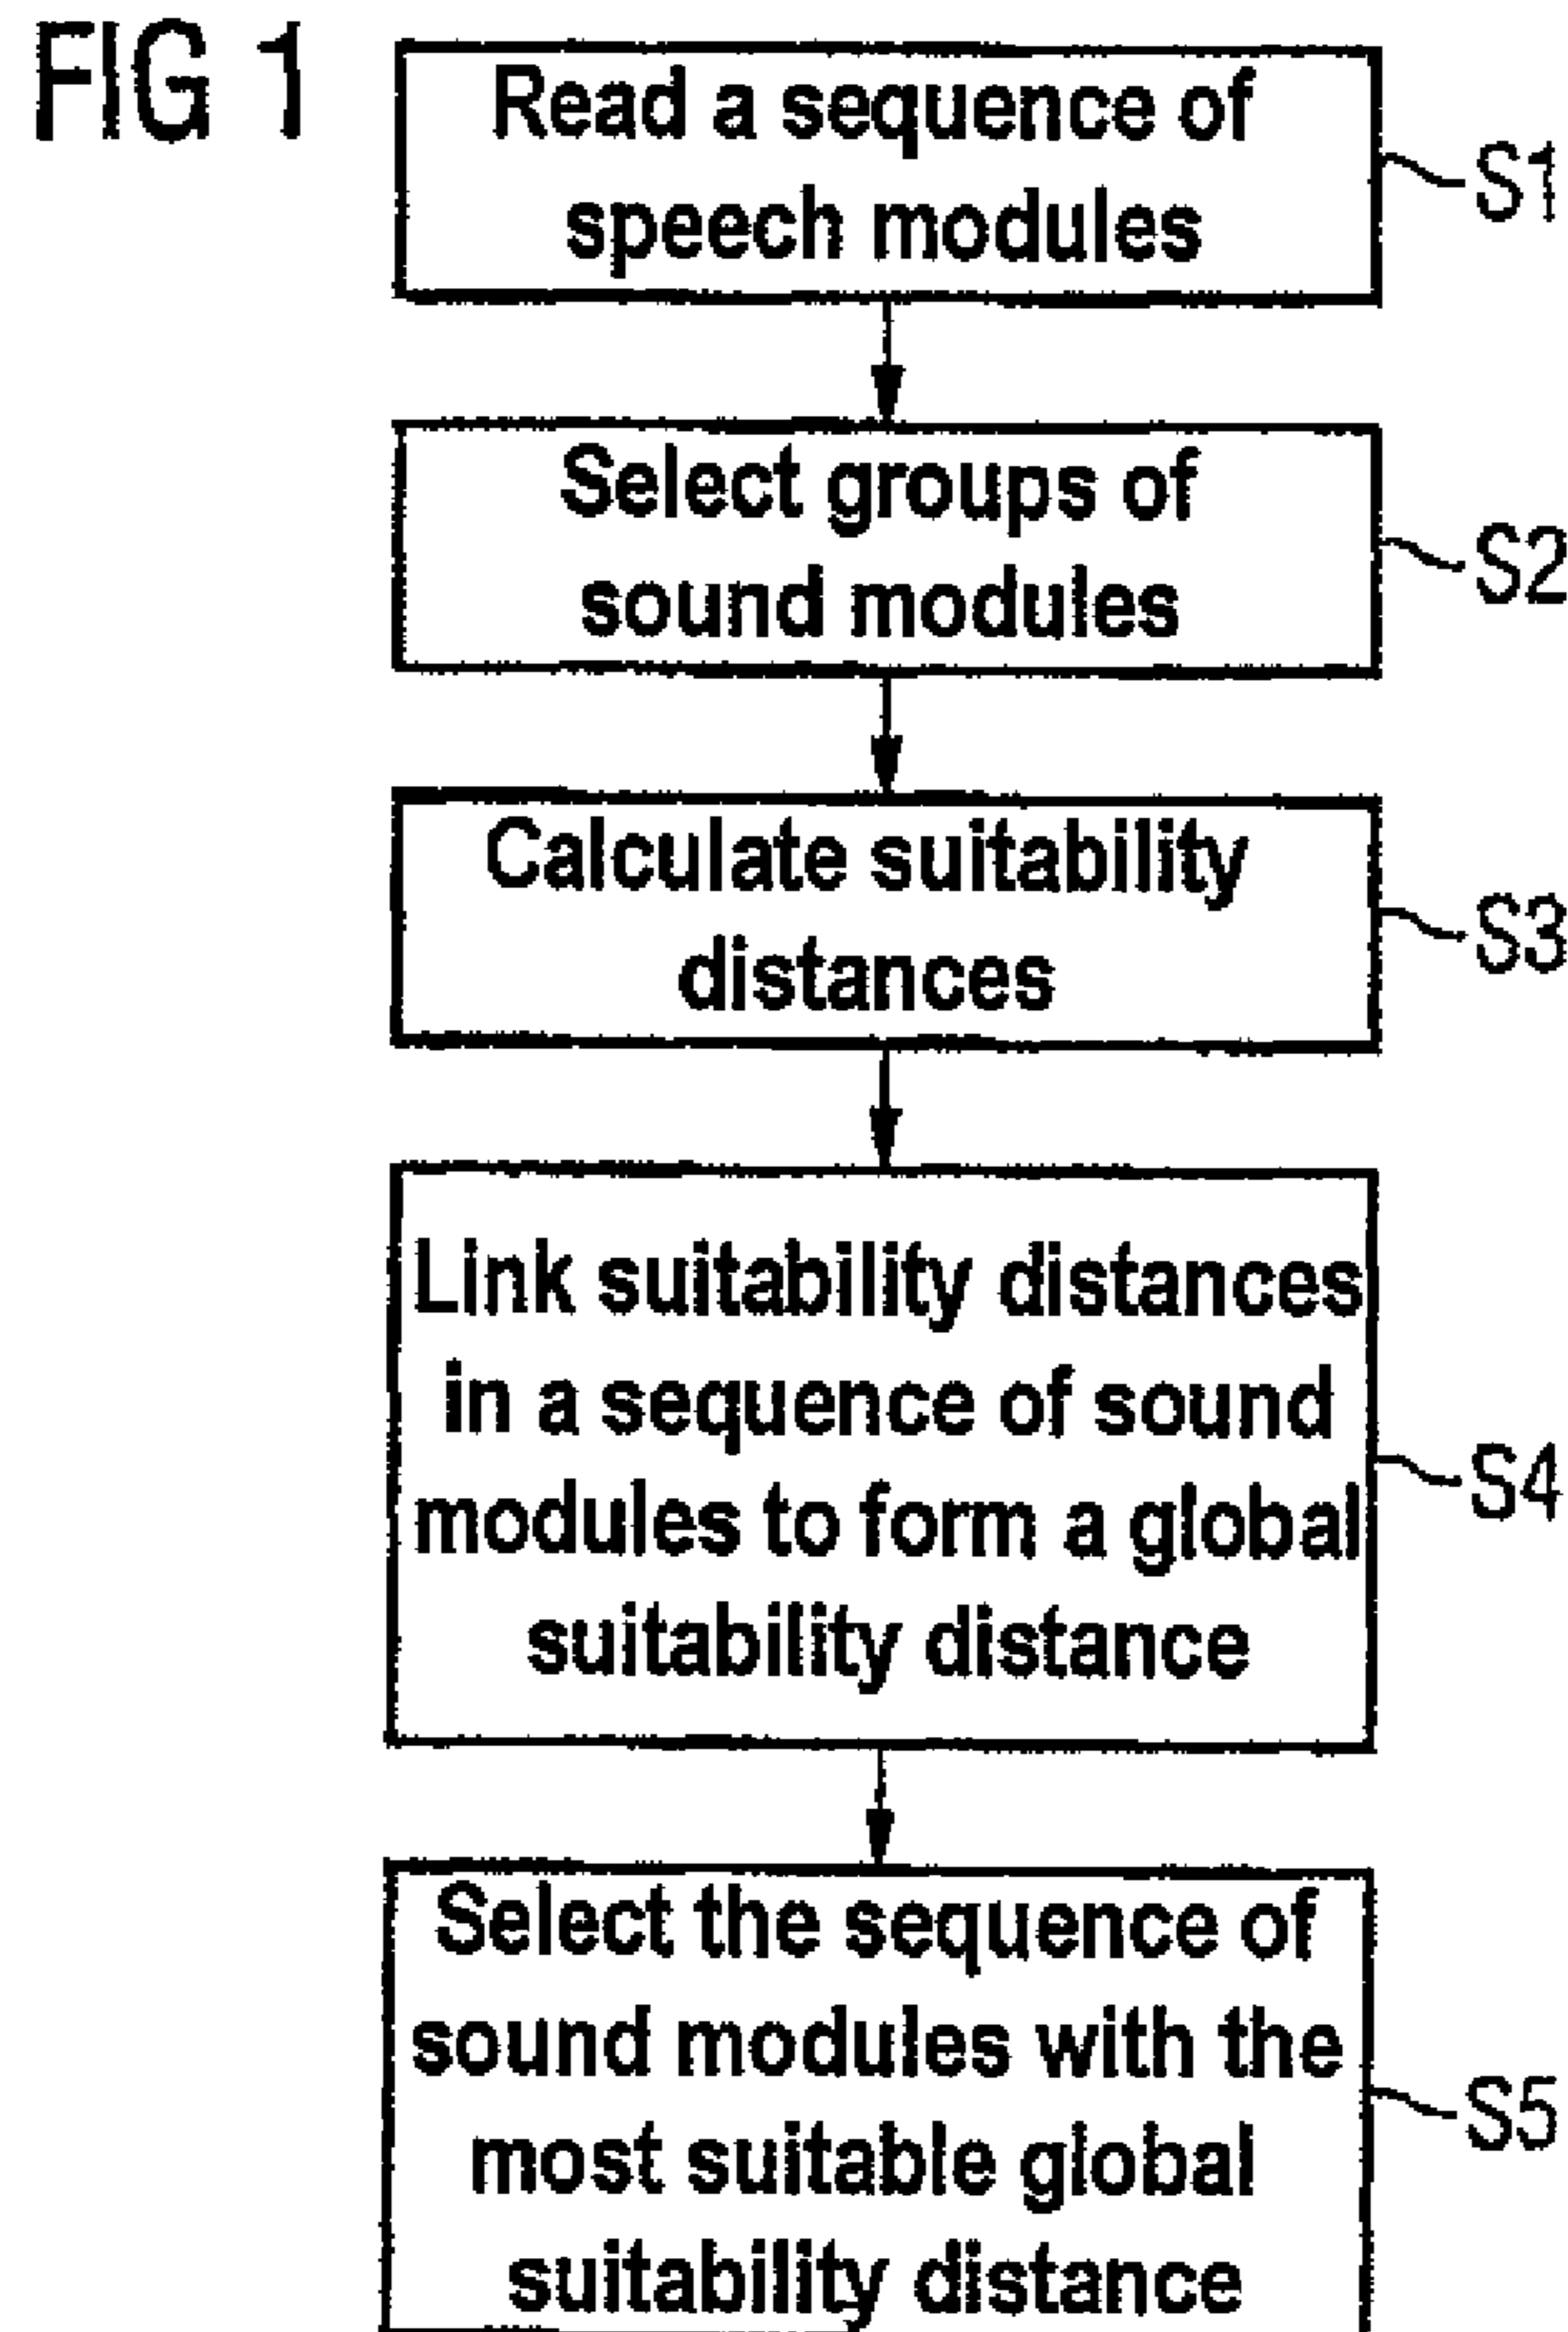 FIG 1
Read a sequence of
speech modules
S1
Select groups of
sound modules
S2
Calculate suitability
distances
S3
Link suitability distances
in a sequence of sound
modules to form a global
suitability distance
S4
Select the sequence of
sound modules with the
most suitable global
suitability distance
S5